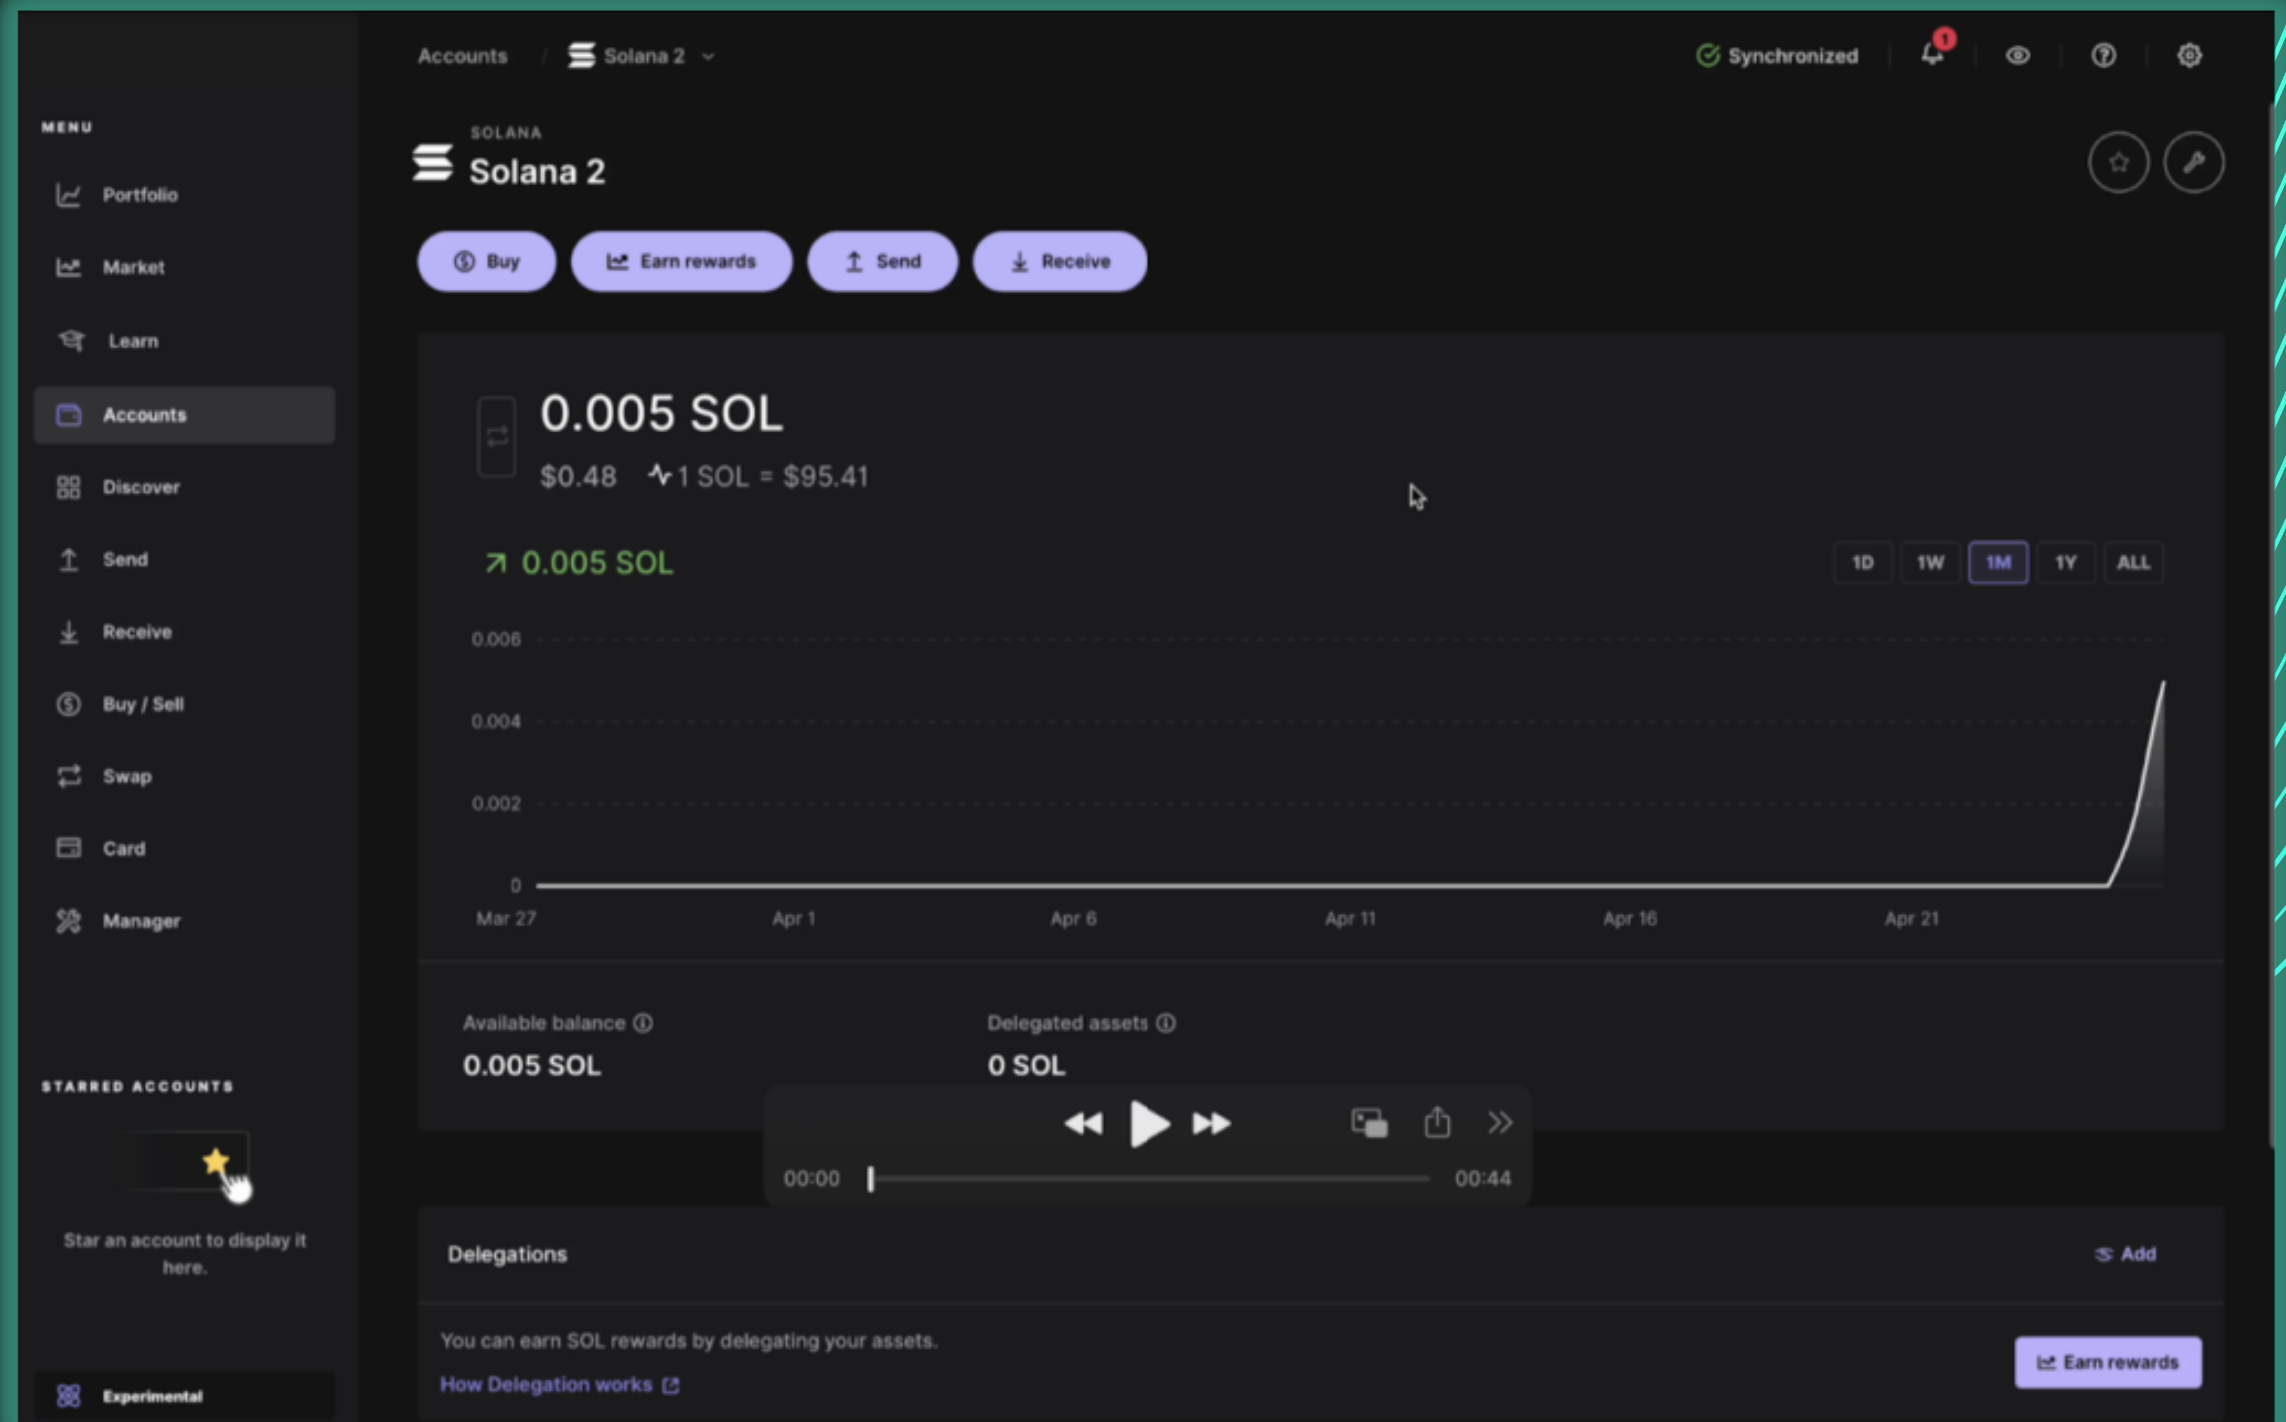 Accounts / Solana 2
Synchronized
1
MENU
Portfolio
Market
Learn
Accounts
Discover
Send
Receive
Buy / Sell
Swap
Card
Manager
STARRED ACCOUNTS
Star an account to display it
here.
Experimental
SOLANA
Solana 2
Buy
Earn rewards
Send
Receive
0.005 SOL
$0.48 1 SOL = $95.41
0.005 SOL
1D 1W 1M 1Y ALL
0.006
0.004
0.002
0
Mar 27 Apr 1 Apr 6 Apr 11 Apr 16 Apr 21
Available balance
0.005 SOL
Delegated assets
0 SOL
00:00 00:44
Delegations
Add
You can earn SOL rewards by delegating your assets.
How Delegation works
Earn rewards